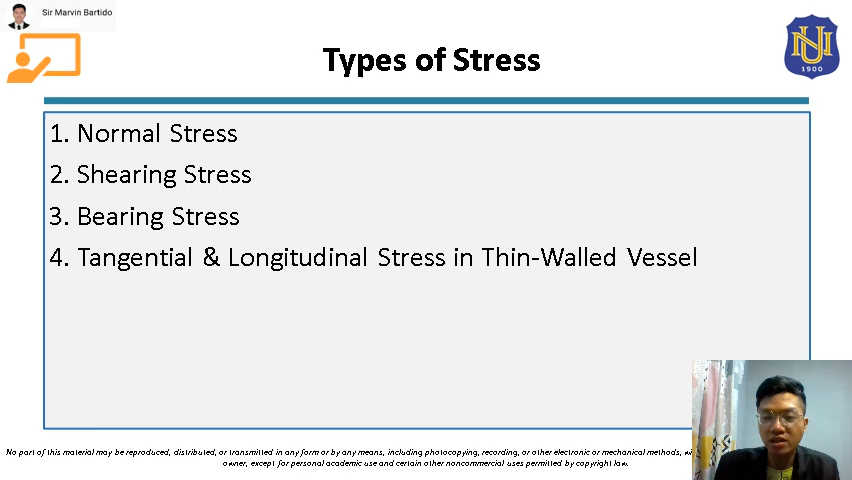 Sir Marvin Bartido
Types of Stress
NU
1900
1. Normal Stress
2. Shearing Stress
3. Bearing Stress
4. Tangential & Longitudinal Stress in Thin-Walled Vessel
No part of this material may be reproduced, distributed, or transmitted in any form or by any means, including photocopying, recording, or other electronic or mechanical methods,
owner, except for personal academic use and certain other noncommercial uses permitted by copyright law.